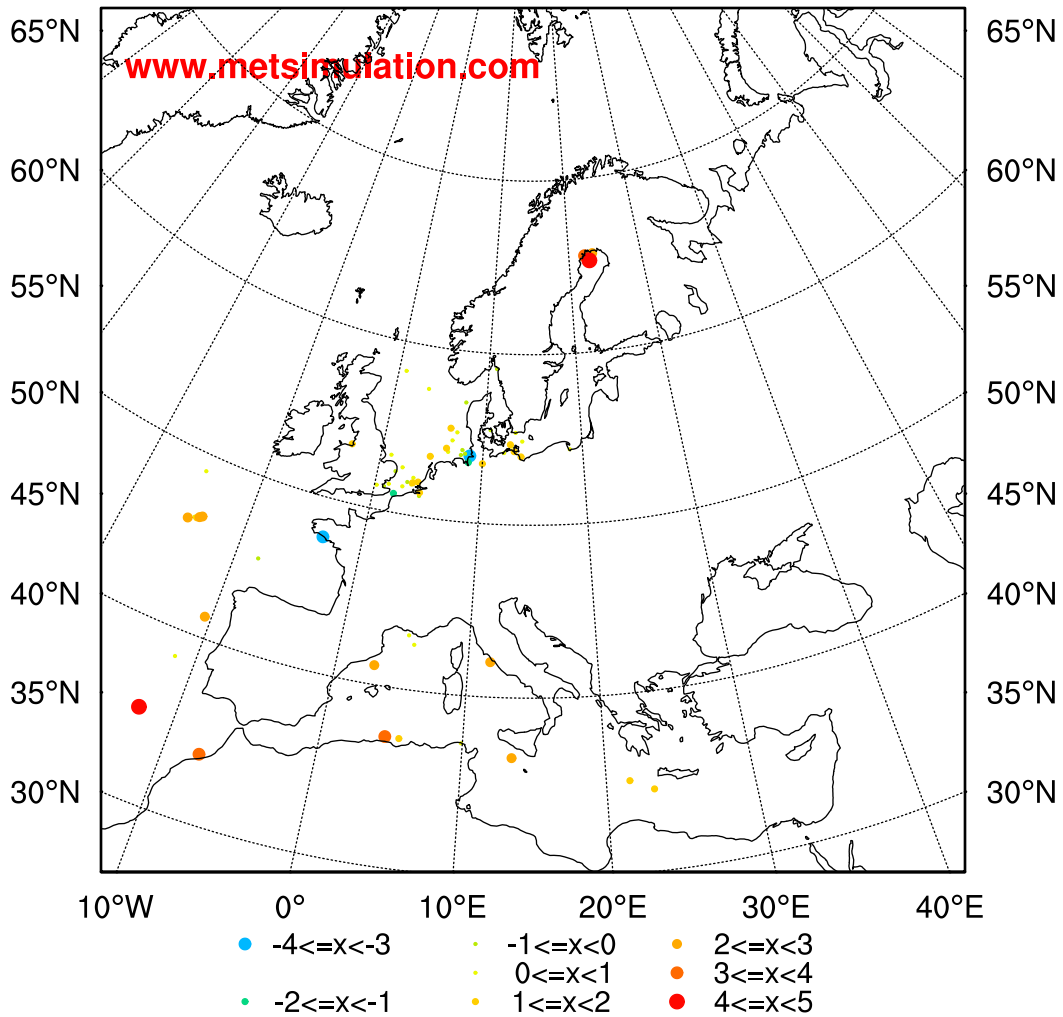 65°N 65°N
www.metsimulation.com
60°N 60°N
55°N 55°N
50°N 50°N
45°N 45°N
40°N 40°N
35°N 35°N
30°N 30°N
10°W 0° 10°E 20°E 30°E 40°E
-4<=x<-3 -1<=x<0 2<=x<3
0<=x<1 3<=x<4
-2<=x<-1 1<=x<2 4<=x<5